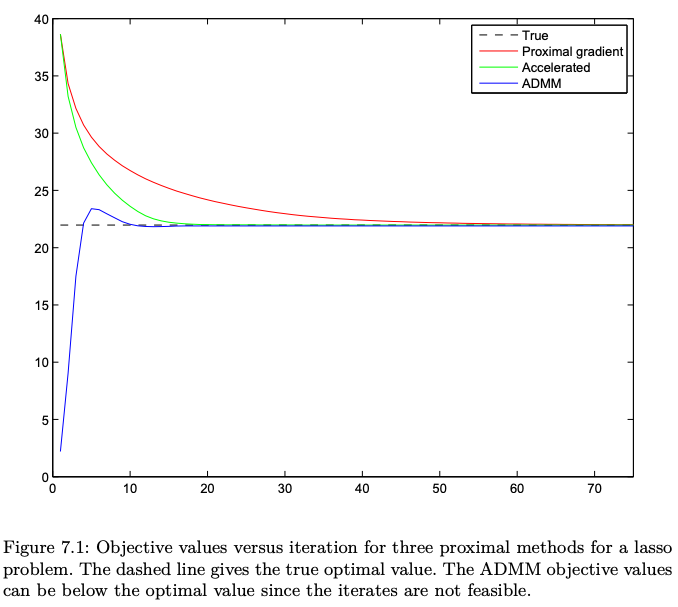 40
True
Proximal gradient
Accelerated
ADMM
35
30
25
20
15
10
5
0
0 10 20 30 40 50 60 70
Figure 7.1: Objective values versus iteration for three proximal methods for a lasso
problem. The dashed line gives the true optimal value. The ADMM objective values
can be below the optimal value since the iterates are not feasible.